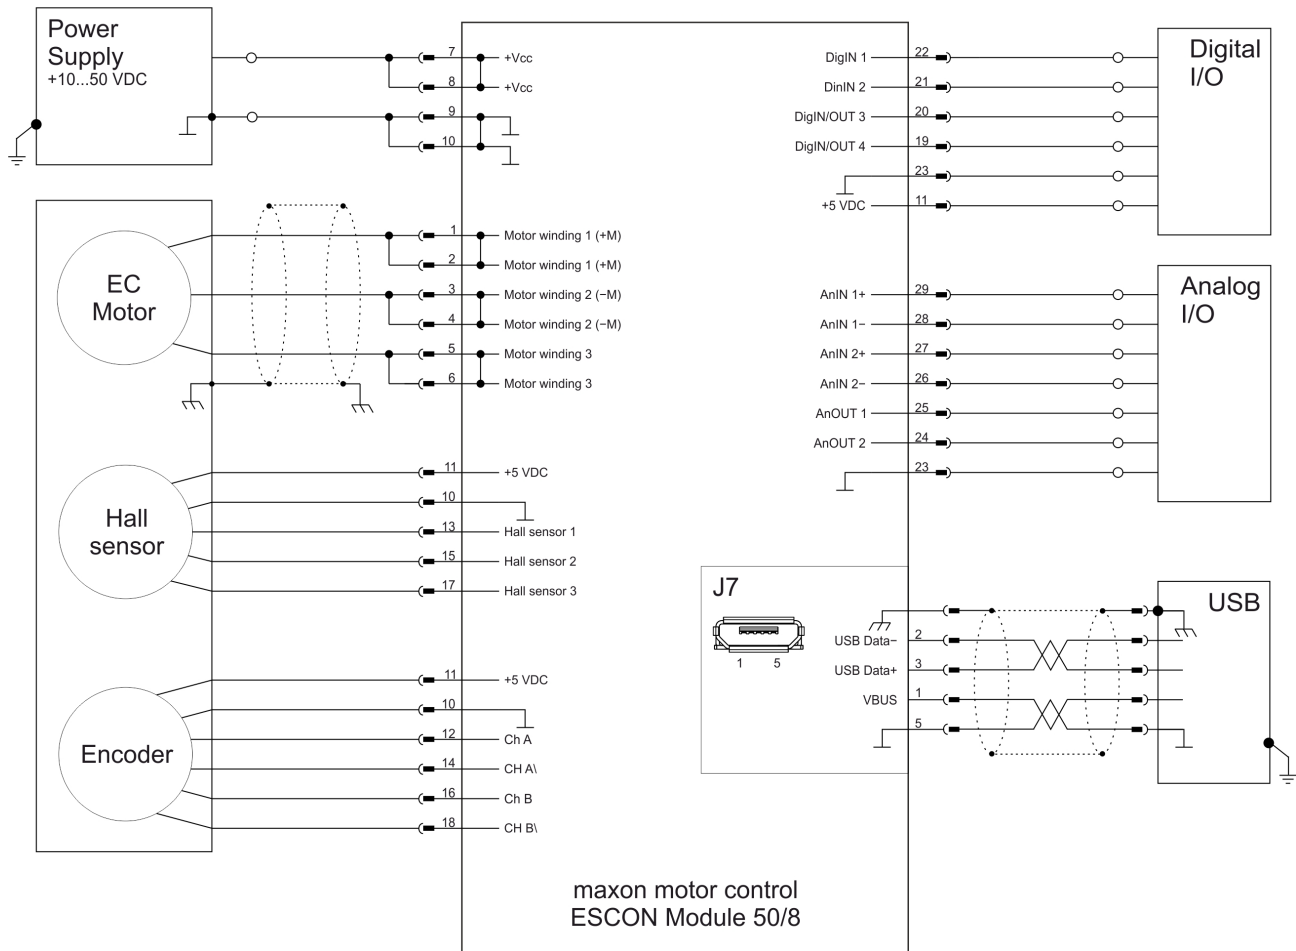 Power
Supply
+10...50 VDC
7 +Vcc
8 +Vcc
9
10
EC
Motor
1 Motor winding 1 (+M)
2 Motor winding 1 (+M)
3 Motor winding 2 (−M)
4 Motor winding 2 (−M)
5 Motor winding 3
6 Motor winding 3
Hall
sensor
11 +5 VDC
10
13 Hall sensor 1
15 Hall sensor 2
17 Hall sensor 3
Encoder
11 +5 VDC
10
12 Ch A
14 CH A\
16 Ch B
18 CH B\
DigIN 1 22
DinIN 2 21
DigIN/OUT 3 20
DigIN/OUT 4 19
23
+5 VDC 11
Digital
I/O
AnIN 1+ 29
AnIN 1− 28
AnIN 2+ 27
AnIN 2− 26
AnOUT 1 25
AnOUT 2 24
23
Analog
I/O
J7
1 5
USB Data− 2
USB Data+ 3
VBUS 1
5
USB
maxon motor control
ESCON Module 50/8